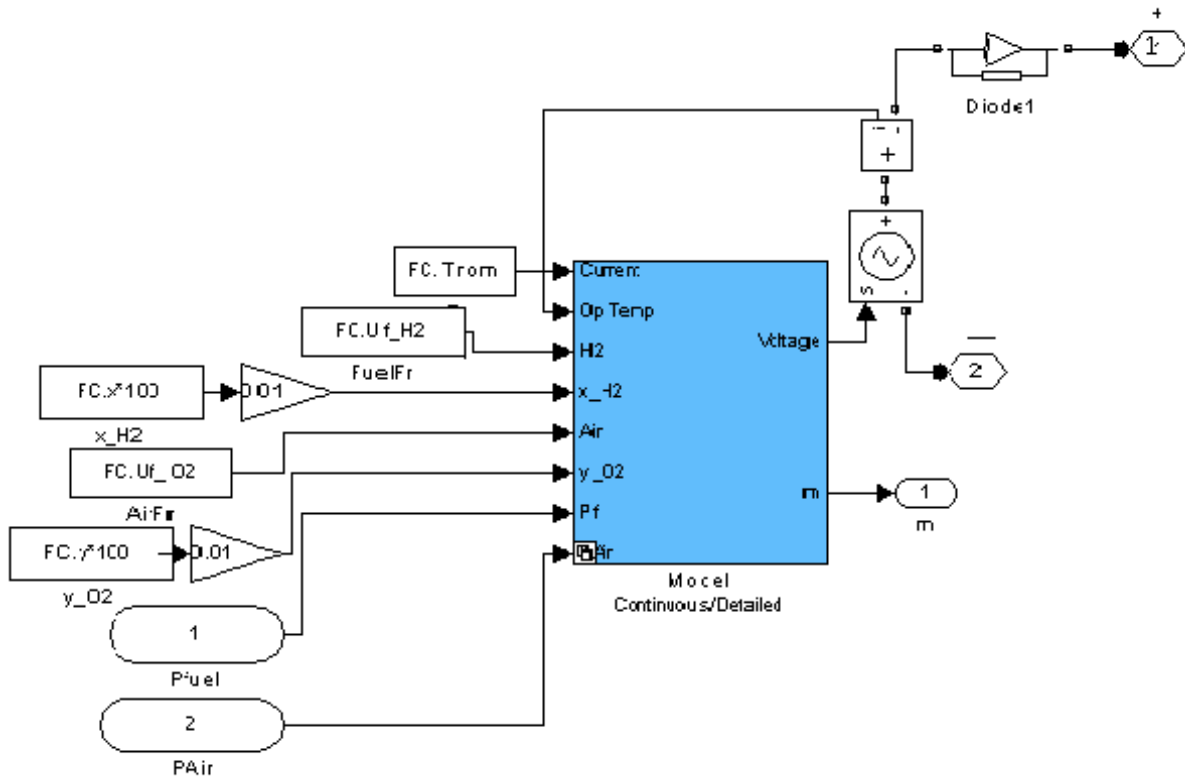 +
1
Diode1
i
-
+
+
s
-
FC.Tnom
Current
Op Temp
FC.Uf_H2
H2
Voltage
2
FuelFr
FC.x*100
0.01
x_H2
x_H2
Air
FC.Uf_O2
y_O2
m
1
m
AirFr
Pf
FC.y*100
0.01
Air
y_O2
Model
Continuous/Detailed
1
Pfuel
2
PAir